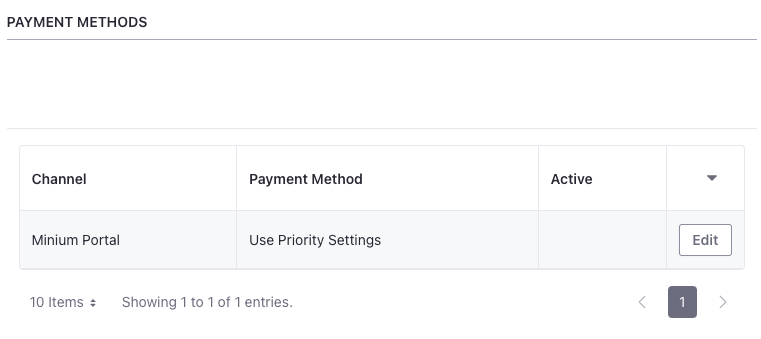 PAYMENT METHODS
Channel Payment Method Active
Minium Portal Use Priority Settings Edit
10 Items Showing 1 to 1 of 1 entries. 1